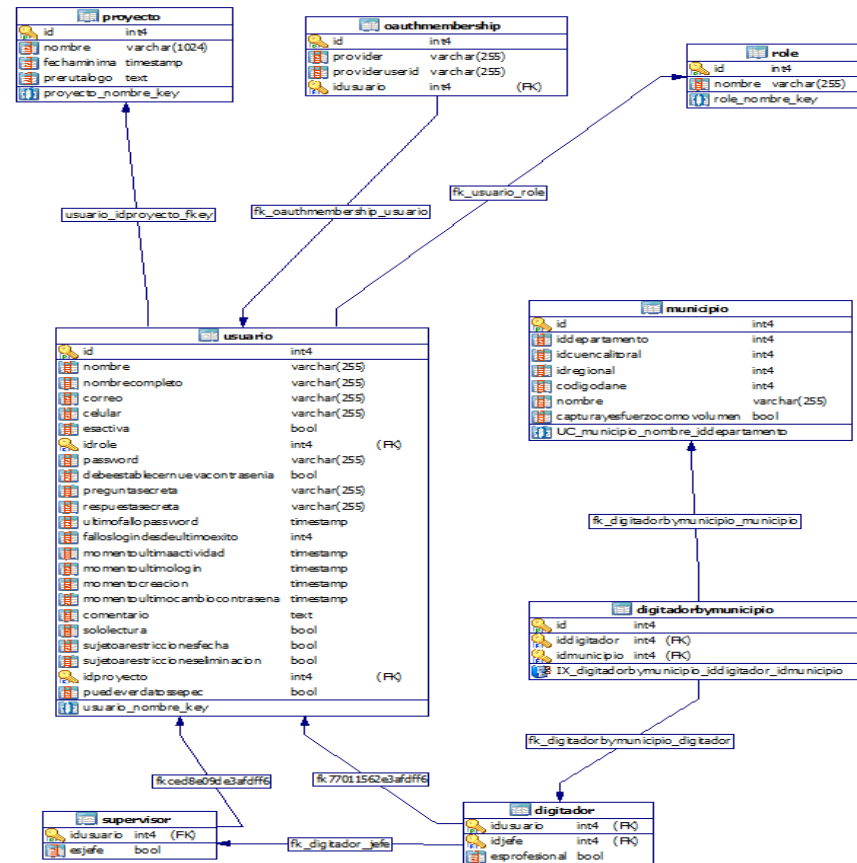 proyecto
id int4
nombre varchar(1024)
fechaminima timestamp
prerutalogo text
proyecto_nombre_key
oauthmembership
id int4
provider varchar(255)
provideruserid varchar(255)
idusuario int4 (FK)
role
id int4
nombre varchar(255)
role_nombre_key
fk_usuario_role
usuario_idproyecto_fkey
fk_oauthmembership_usuario
usuario
id int4
nombre varchar(255)
nombrecompleto varchar(255)
correo varchar(255)
celular varchar(255)
esactiva bool
idrole int4 (FK)
password varchar(255)
debeestablecernuevacontrasenia bool
preguntasecreta varchar(255)
respuestasecreta varchar(255)
ultimofallopassword timestamp
falloslogindesdeultimoexito int4
momentoultimaactividad timestamp
momentoultimologin timestamp
momentocreacion timestamp
momentoultimocambiocontrasena timestamp
comentario text
sololectura bool
sujetoarestriccionesfecha bool
sujetoarestriccioneseliminacion bool
idproyecto int4 (FK)
puedeverdatossepec bool
usuario_nombre_key
municipio
id int4
iddepartamento int4
idcuencalitoral int4
idregional int4
codigodane int4
nombre varchar(255)
capturayesfuerzocomovolumen bool
UC_municipio_nombre_iddepartamento
fk_digitadorbymunicipio_municipio
digitadorbymunicipio
id int4
iddigitador int4 (FK)
idmunicipio int4 (FK)
IX_digitadorbymunicipio_iddigitador_idmunicipio
fk_digitadorbymunicipio_digitador
fkced8e09de3afdff6
fk77011562e3afdff6
supervisor
idusuario int4 (FK)
esjefe bool
fk_digitador_jefe
digitador
idusuario int4 (FK)
idjefe int4 (FK)
esprofesional bool